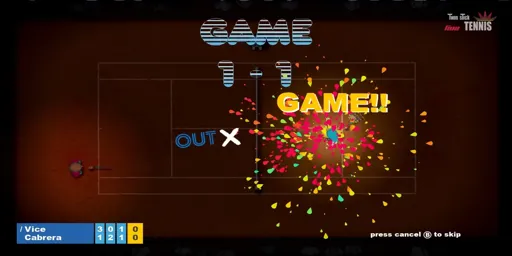 GAME
1 - 1
GAME!!
OUT X
TENNIS
/ Vice 3 0 1 0
Cabrera 1 2 1 0
press cancel B to skip